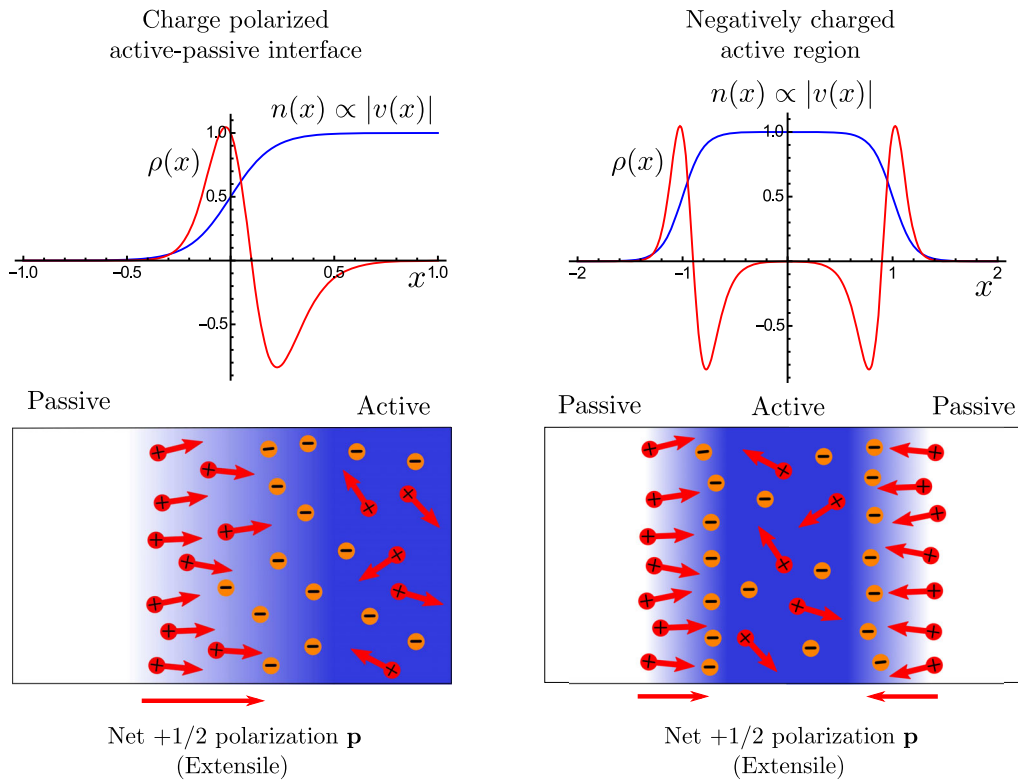 Charge polarized
active-passive interface
n(x) ∝ |v(x)|
ρ(x)
1.0
0.5
-1.0
-0.5
0.5
1.0
x
-0.5
Passive
Active
Net +1/2 polarization p
(Extensile)
Negatively charged
active region
n(x) ∝ |v(x)|
ρ(x)
1.0
0.5
-2
-1
1
2
x
-0.5
Passive
Active
Passive
Net +1/2 polarization p
(Extensile)